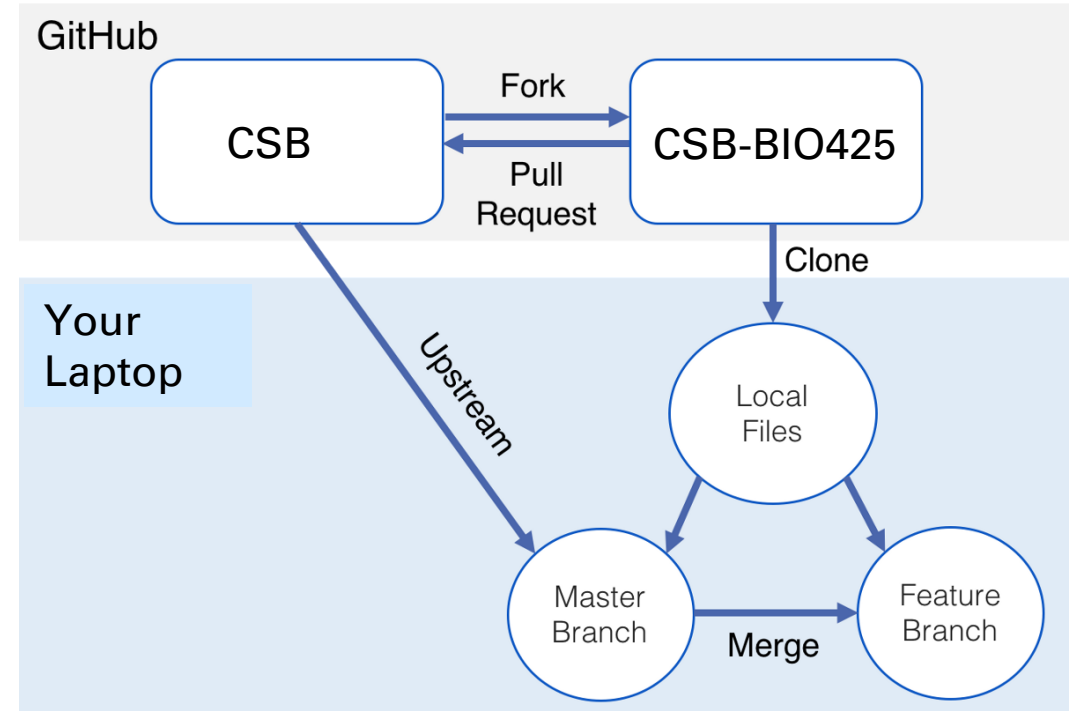 GitHub
Fork
CSB
CSB-BIO425
Pull
Request
Clone
Your
Laptop
Upstream
Local
Files
Master
Branch
Feature
Branch
Merge